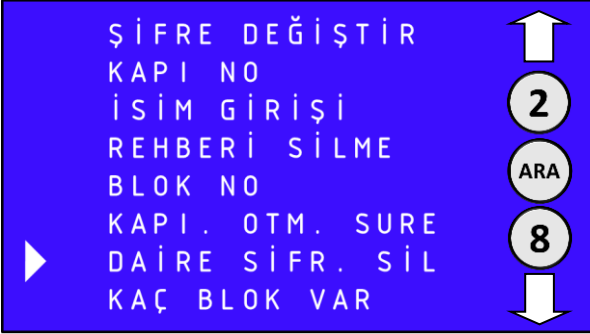 ŞİFRE DEĞİŞTİR
KAPI NO
İSİM GİRİŞİ
REHBERİ SİLME
BLOK NO
KAPI. OTM. SURE
DAİRE SİFR. SİL
KAÇ BLOK VAR
2
ARA
8